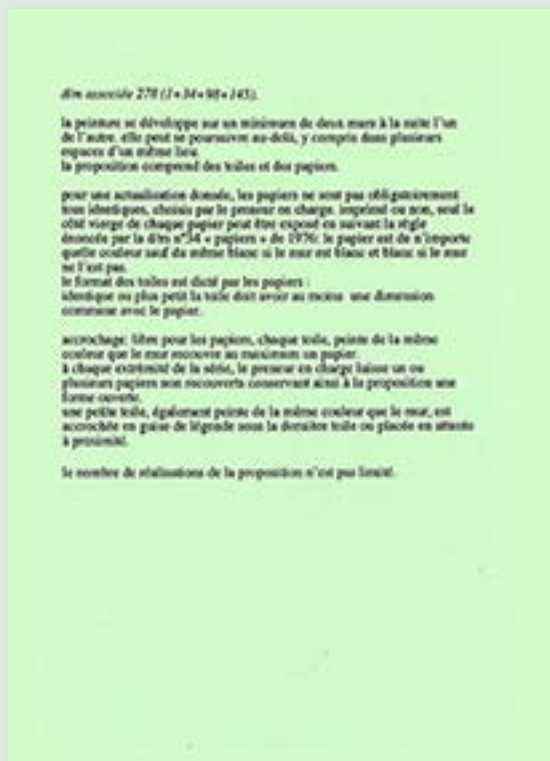 d/m associée 278 (1+34+98+145).
la peinture se développe sur un minimum de deux murs à la suite l'un
de l'autre. elle peut se poursuivre au-delà, y compris dans plusieurs
espaces d'un même lieu.
la proposition comprend des toiles et des papiers.
pour une actualisation donnée, les papiers ne sont pas obligatoirement
tous identiques, choisis par le preneur en charge. imprimé ou non, seul le
côté vierge de chaque papier peut être exposé en suivant la règle
énoncée par la d/m n°34 « papiers » de 1976: le papier est de n'importe
quelle couleur sauf du même blanc si le mur est blanc et blanc si le mur
ne l'est pas.
le format des toiles est dicté par les papiers :
identique ou plus petit la toile doit avoir au moins une dimension
commune avec le papier.
accrochage: libre pour les papiers, chaque toile, peinte de la même
couleur que le mur recouvre au maximum un papier.
à chaque extrémité de la série, le preneur en charge laisse un ou
plusieurs papiers non recouverts conservant ainsi à la proposition une
forme ouverte.
une petite toile, également peinte de la même couleur que le mur, est
accrochée en guise de légende sous la dernière toile ou placée en attente
à proximité.
le nombre de réalisations de la proposition n'est pas limité.